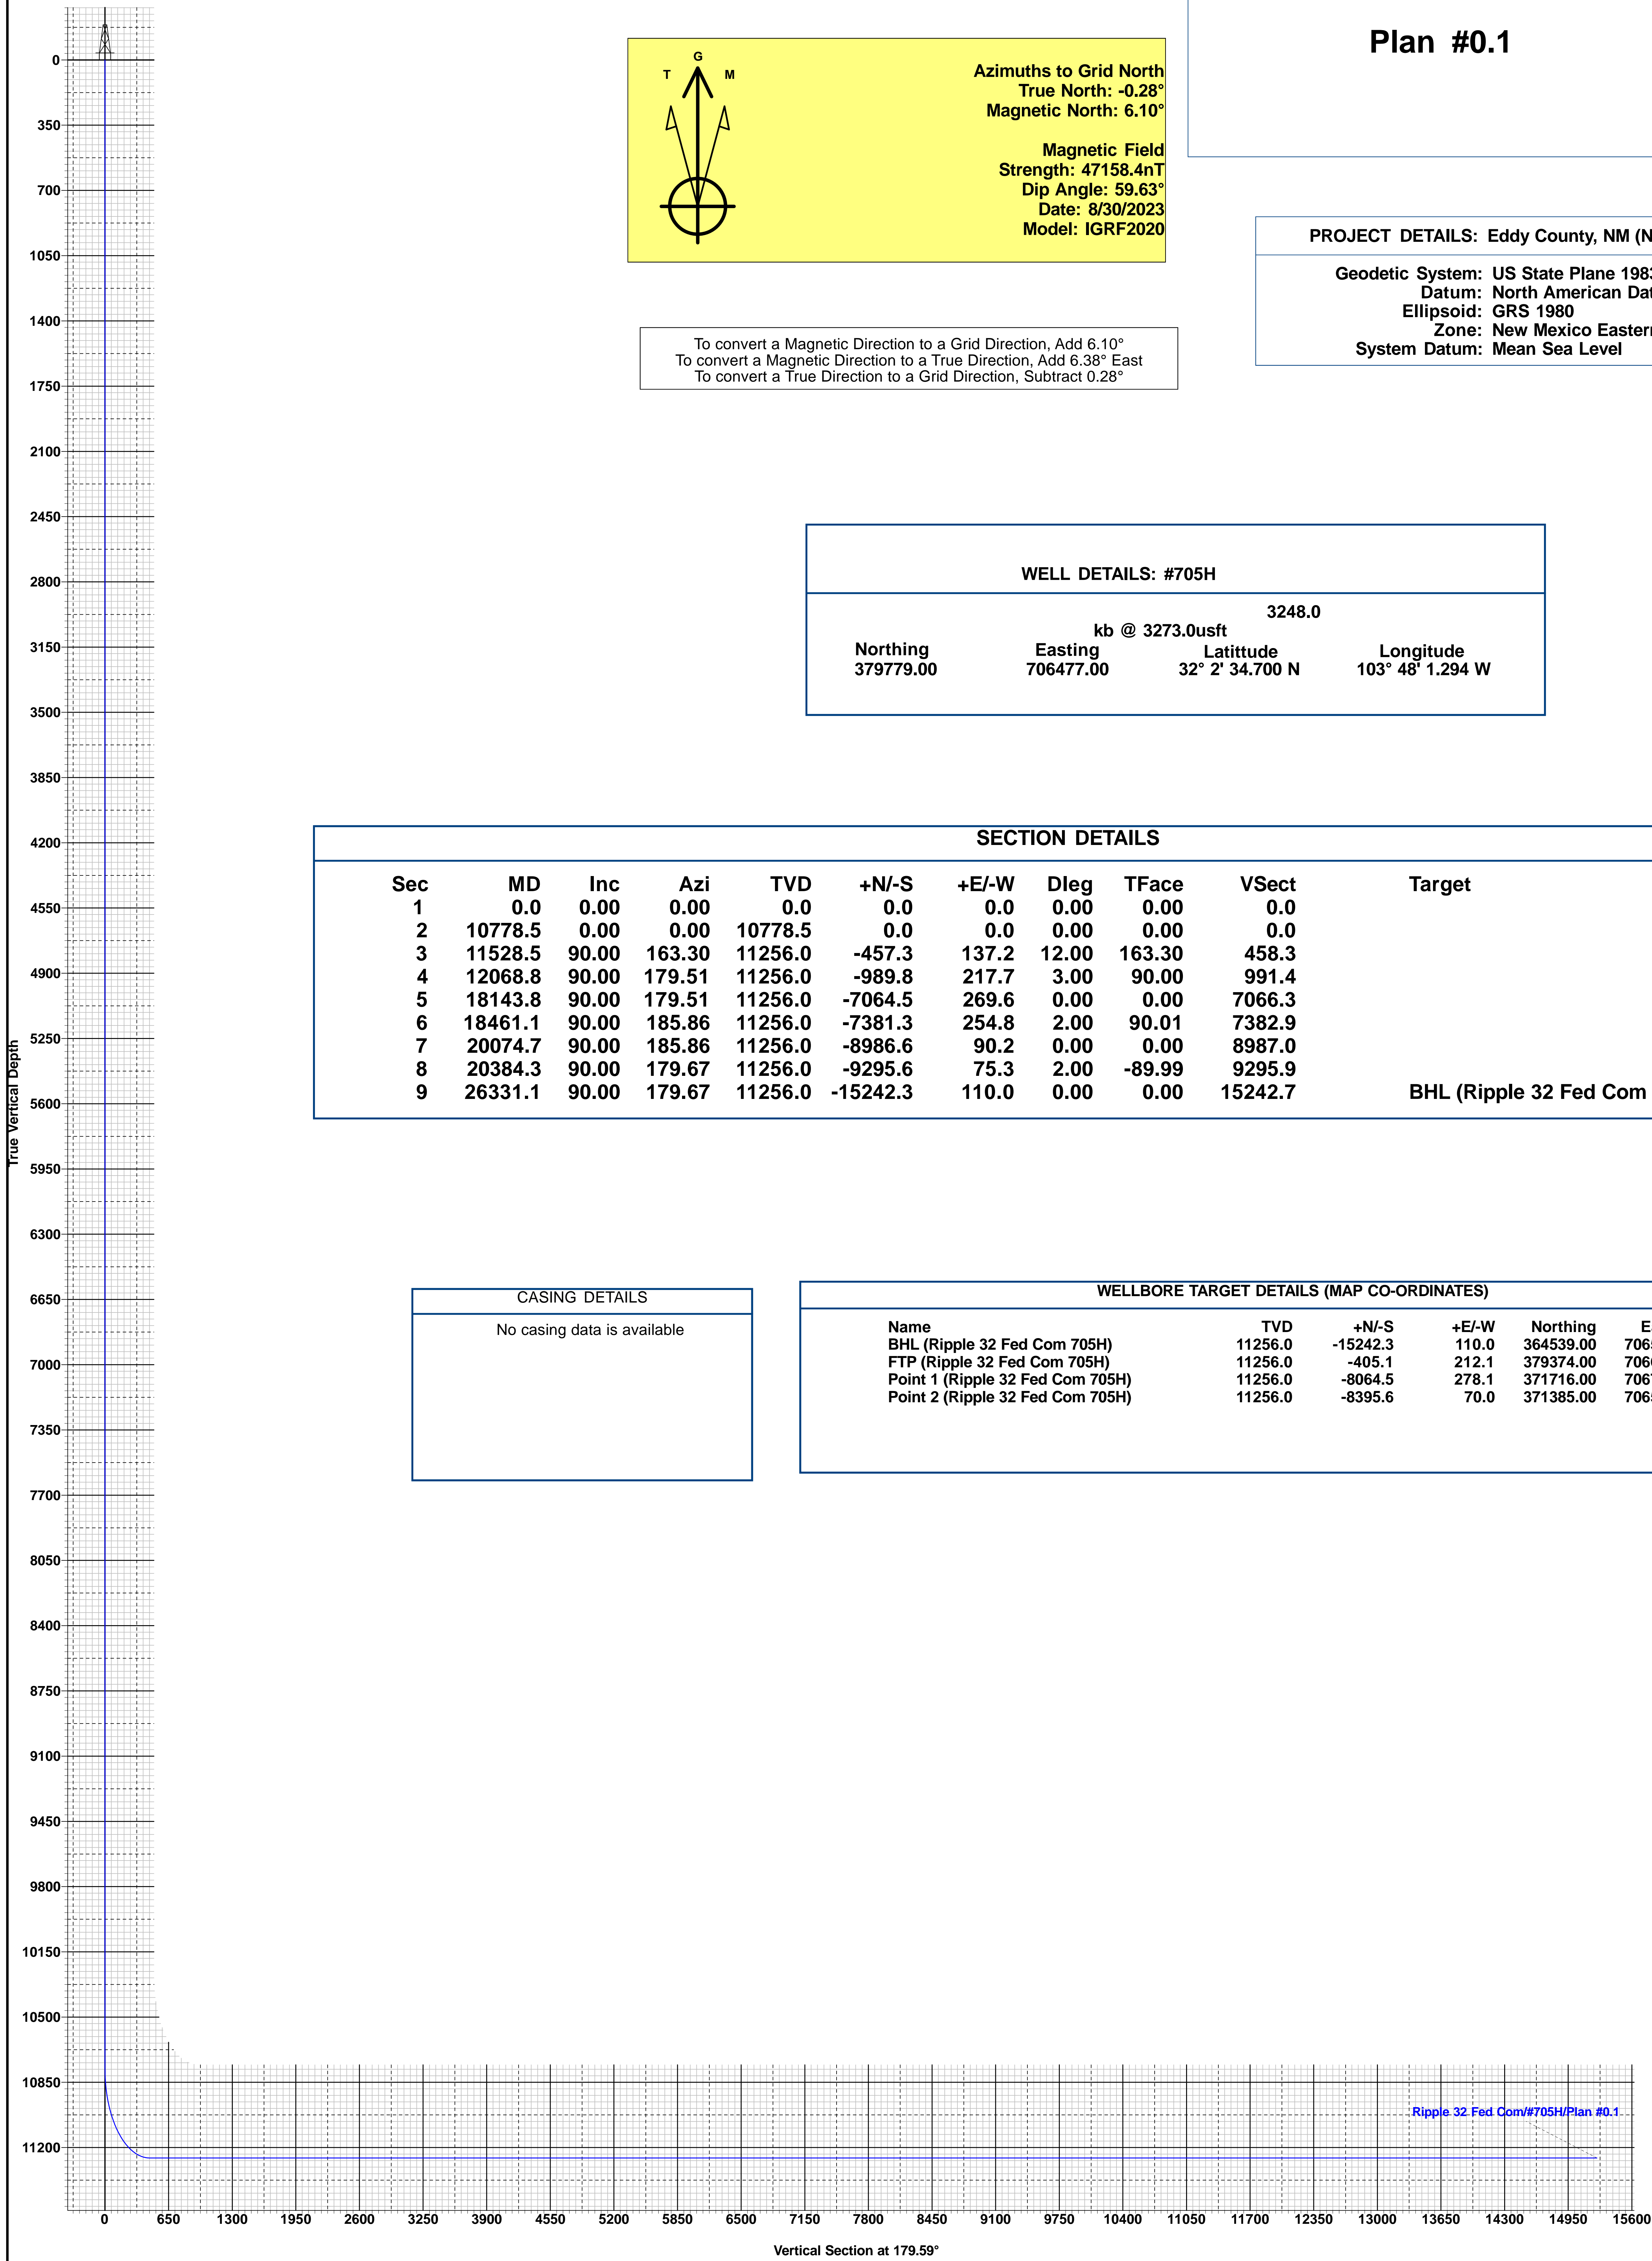 Plan #0.1
G
T M
Azimuths to Grid North
True North: -0.28°
Magnetic North: 6.10°
Magnetic Field
Strength: 47158.4nT
Dip Angle: 59.63°
Date: 8/30/2023
Model: IGRF2020
PROJECT DETAILS: Eddy County, NM (N
Geodetic System: US State Plane 1983
Datum: North American Dat
Ellipsoid: GRS 1980
Zone: New Mexico Eastern
System Datum: Mean Sea Level
To convert a Magnetic Direction to a Grid Direction, Add 6.10°
To convert a Magnetic Direction to a True Direction, Add 6.38° East
To convert a True Direction to a Grid Direction, Subtract 0.28°
WELL DETAILS: #705H
3248.0
kb @ 3273.0usft
Northing Easting Latittude Longitude
379779.00 706477.00 32° 2' 34.700 N 103° 48' 1.294 W
SECTION DETAILS
Sec MD Inc Azi TVD +N/-S +E/-W Dleg TFace VSect Target
1 0.0 0.00 0.00 0.0 0.0 0.0 0.00 0.00 0.0
2 10778.5 0.00 0.00 10778.5 0.0 0.0 0.00 0.00 0.0
3 11528.5 90.00 163.30 11256.0 -457.3 137.2 12.00 163.30 458.3
4 12068.8 90.00 179.51 11256.0 -989.8 217.7 3.00 90.00 991.4
5 18143.8 90.00 179.51 11256.0 -7064.5 269.6 0.00 0.00 7066.3
6 18461.1 90.00 185.86 11256.0 -7381.3 254.8 2.00 90.01 7382.9
7 20074.7 90.00 185.86 11256.0 -8986.6 90.2 0.00 0.00 8987.0
8 20384.3 90.00 179.67 11256.0 -9295.6 75.3 2.00 -89.99 9295.9
9 26331.1 90.00 179.67 11256.0 -15242.3 110.0 0.00 0.00 15242.7 BHL (Ripple 32 Fed Com
CASING DETAILS
No casing data is available
WELLBORE TARGET DETAILS (MAP CO-ORDINATES)
Name TVD +N/-S +E/-W Northing E
BHL (Ripple 32 Fed Com 705H) 11256.0 -15242.3 110.0 364539.00 706
FTP (Ripple 32 Fed Com 705H) 11256.0 -405.1 212.1 379374.00 706
Point 1 (Ripple 32 Fed Com 705H) 11256.0 -8064.5 278.1 371716.00 706
Point 2 (Ripple 32 Fed Com 705H) 11256.0 -8395.6 70.0 371385.00 706
True Vertical Depth
0
350
700
1050
1400
1750
2100
2450
2800
3150
3500
3850
4200
4550
4900
5250
5600
5950
6300
6650
7000
7350
7700
8050
8400
8750
9100
9450
9800
10150
10500
10850
11200
Ripple 32 Fed Com/#705H/Plan #0.1
0 650 1300 1950 2600 3250 3900 4550 5200 5850 6500 7150 7800 8450 9100 9750 10400 11050 11700 12350 13000 13650 14300 14950 15600
Vertical Section at 179.59°